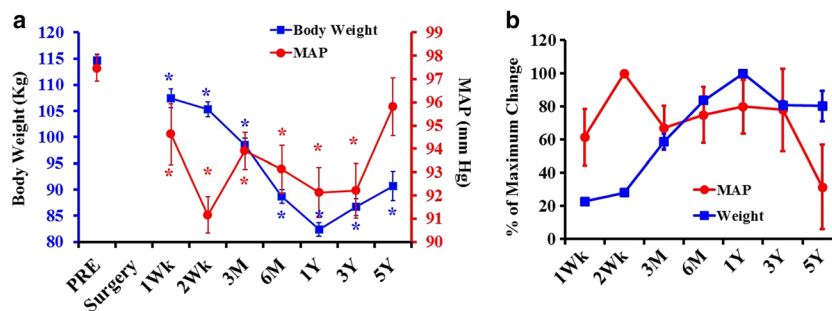 a
Body Weight
MAP
Body Weight (Kg)
120
115
110
105
100
95
90
85
80
MAP (mm Hg)
99
98
97
96
95
94
93
92
91
90
* * * * * *
* * * * * *
PRE
Surgery
1Wk
2Wk
3M
6M
1Y
3Y
5Y
b
% of Maximum Change
120
100
80
60
40
20
0
MAP
Weight
1Wk
2Wk
3M
6M
1Y
3Y
5Y